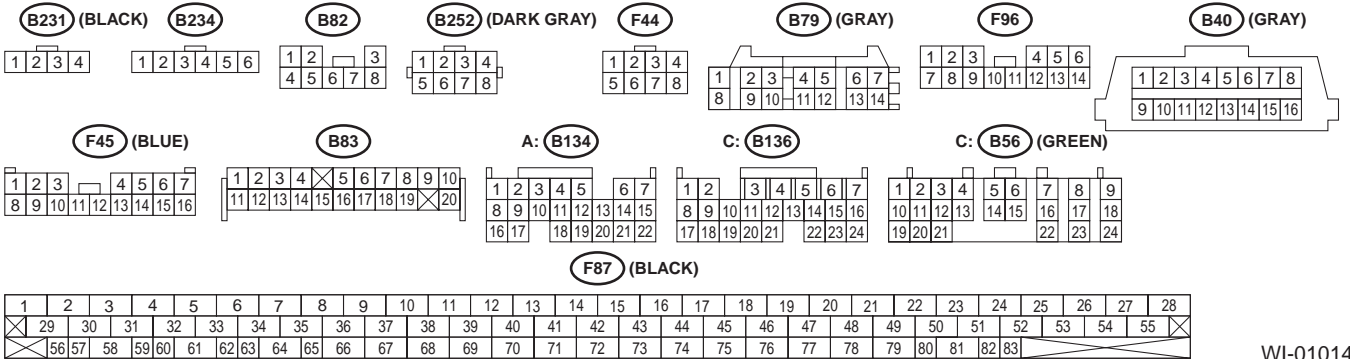 B231 (BLACK) B234 B82 B252 (DARK GRAY) F44 B79 (GRAY) F96 B40 (GRAY)
1 2 3 4
1 2 3 4 5 6
1 2 3
4 5 6 7 8
1 2 3 4
5 6 7 8
1 2 3 4
5 6 7 8
1 2 3 4 5 6 7
8 9 10 11 12 13 14
1 2 3 4 5 6
7 8 9 10 11 12 13 14
1 2 3 4 5 6 7 8
9 10 11 12 13 14 15 16
F45 (BLUE) B83 A: B134 C: B136 C: B56 (GREEN)
1 2 3 4 5 6 7
8 9 10 11 12 13 14 15 16
1 2 3 4 5 6 7 8 9 10
11 12 13 14 15 16 17 18 19 20
1 2 3 4 5 6 7
8 9 10 11 12 13 14 15
16 17 18 19 20 21 22
1 2 3 4 5 6 7
8 9 10 11 12 13 14 15 16
17 18 19 20 21 22 23 24
1 2 3 4 5 6 7 8 9
10 11 12 13 14 15 16 17 18
19 20 21 22 23 24
F87 (BLACK)
1 2 3 4 5 6 7 8 9 10 11 12 13 14 15 16 17 18 19 20 21 22 23 24 25 26 27 28
29 30 31 32 33 34 35 36 37 38 39 40 41 42 43 44 45 46 47 48 49 50 51 52 53 54 55
56 57 58 59 60 61 62 63 64 65 66 67 68 69 70 71 72 73 74 75 76 77 78 79 80 81 82 83
WI-01014